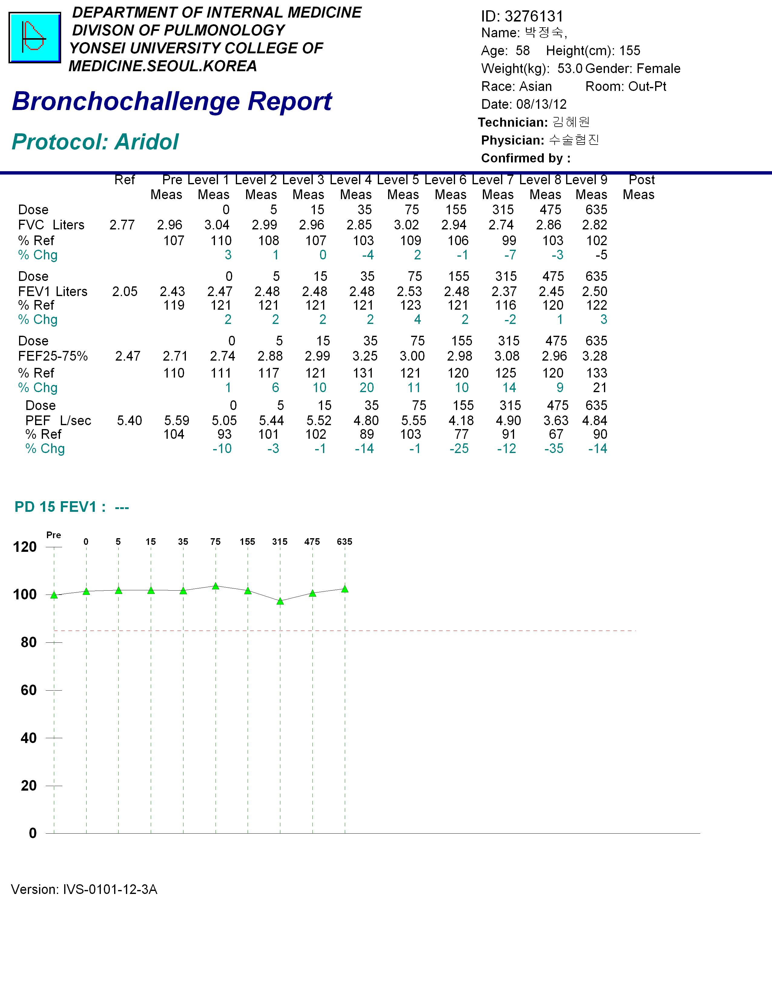 DEPARTMENT OF INTERNAL MEDICINE
DIVISON OF PULMONOLOGY
YONSEI UNIVERSITY COLLEGE OF
MEDICINE.SEOUL.KOREA
Bronchochallenge Report
Protocol: Aridol
ID: 3276131
Name: 박정숙,
Age: 58 Height(cm): 155
Weight(kg): 53.0 Gender: Female
Race: Asian Room: Out-Pt
Date: 08/13/12
Technician: 김혜원
Physician: 수술협진
Confirmed by :
Ref Pre Level 1 Level 2 Level 3 Level 4 Level 5 Level 6 Level 7 Level 8 Level 9 Post
Meas Meas Meas Meas Meas Meas Meas Meas Meas Meas Meas
Dose 0 5 15 35 75 155 315 475 635
FVC Liters 2.77 2.96 3.04 2.99 2.96 2.85 3.02 2.94 2.74 2.86 2.82
% Ref 107 110 108 107 103 109 106 99 103 102
% Chg 3 1 0 -4 2 -1 -7 -3 -5
Dose 0 5 15 35 75 155 315 475 635
FEV1 Liters 2.05 2.43 2.47 2.48 2.48 2.48 2.53 2.48 2.37 2.45 2.50
% Ref 119 121 121 121 121 123 121 116 120 122
% Chg 2 2 2 2 4 2 -2 1 3
Dose 0 5 15 35 75 155 315 475 635
FEF25-75% 2.47 2.71 2.74 2.88 2.99 3.25 3.00 2.98 3.08 2.96 3.28
% Ref 110 111 117 121 131 121 120 125 120 133
% Chg 1 6 10 20 11 10 14 9 21
Dose 0 5 15 35 75 155 315 475 635
PEF L/sec 5.40 5.59 5.05 5.44 5.52 4.80 5.55 4.18 4.90 3.63 4.84
% Ref 104 93 101 102 89 103 77 91 67 90
% Chg -10 -3 -1 -14 -1 -25 -12 -35 -14
PD 15 FEV1 : ---
Pre 0 5 15 35 75 155 315 475 635
120
100
80
60
40
20
0
Version: IVS-0101-12-3A